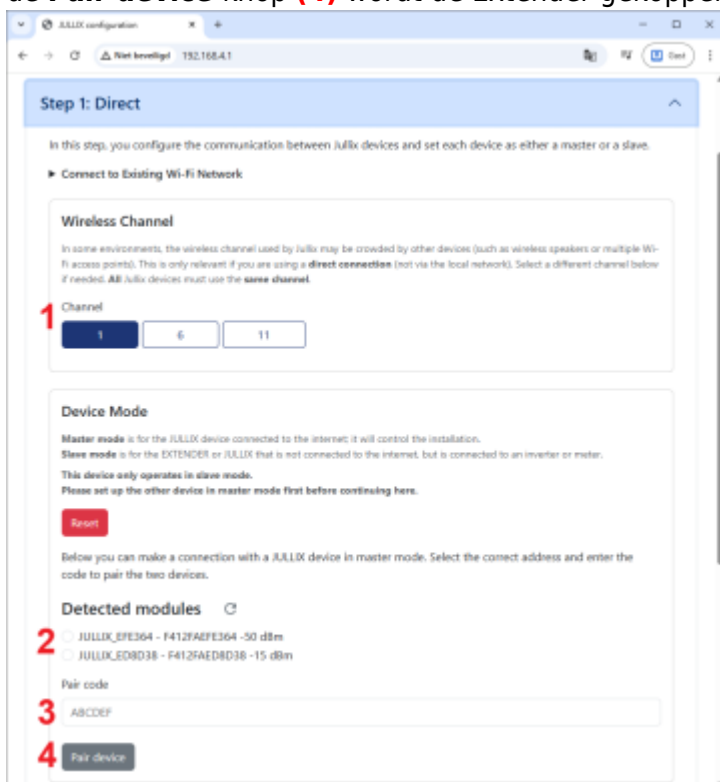 de Pair device knop (4) wordt de Extender gekoppel
JULLIX configuration
Niet beveiligd 192.168.4.1
Gast
Step 1: Direct
In this step, you configure the communication between Jullix devices and set each device as either a master or a slave.
Connect to Existing Wi-Fi Network
Wireless Channel
In some environments, the wireless channel used by Jullix may be crowded by other devices (such as wireless speakers or multiple Wi-
Fi access points). This is only relevant if you are using a direct connection (not via the local network). Select a different channel below
if needed. All Jullix devices must use the same channel.
Channel
1
1 6 11
Device Mode
Master mode is for the JULLIX device connected to the internet; it will control the installation.
Slave mode is for the EXTENDER or JULLIX that is not connected to the internet, but is connected to an inverter or meter.
This device only operates in slave mode.
Please set up the other device in master mode first before continuing here.
Reset
Below you can make a connection with a JULLIX device in master mode. Select the correct address and enter the
code to pair the two devices.
Detected modules
2
JULLIX_EFE364 - F412FAEFE364 -50 dBm
JULLIX_ED8D38 - F412FAED8D38 -15 dBm
Pair code
3 ABCDEF
4 Pair device